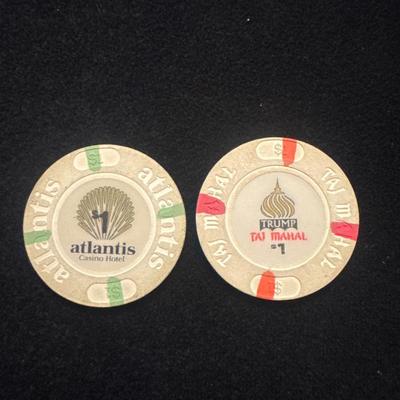 $1
atlantis
Casino Hotel
atlantis
atlantis
$1
$1
TRUMP
TAJ MAHAL
$1
TAJ MAHAL
TAJ MAHAL
$1
$1